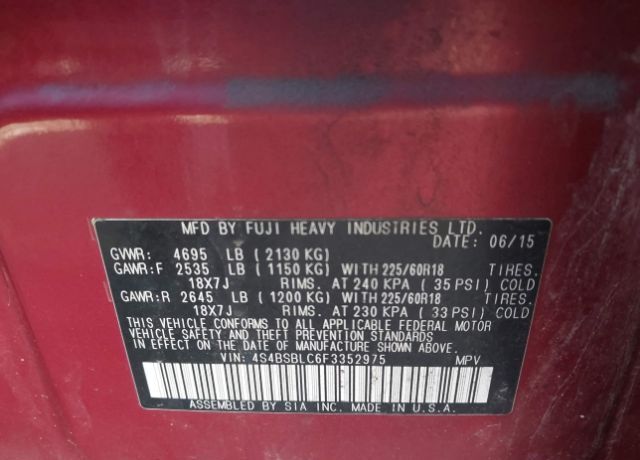 MFD BY FUJI HEAVY INDUSTRIES LTD.
DATE: 06/15
GVWR: 4695 LB (2130 KG)
GAWR:F 2535 LB (1150 KG) WITH 225/60R18 TIRES.
18X7J RIMS. AT 240 KPA (35 PSI) COLD
GAWR:R 2645 LB (1200 KG) WITH 225/60R18 TIRES.
18X7J RIMS. AT 230 KPA (33 PSI) COLD
THIS VEHICLE CONFORMS TO ALL APPLICABLE FEDERAL MOTOR
VEHICLE SAFETY AND THEFT PREVENTION STANDARDS
IN EFFECT ON THE DATE OF MANUFACTURE SHOWN ABOVE.
VIN: 4S4BSBLC6F3352975 MPV
ASSEMBLED BY SIA INC. MADE IN U.S.A.